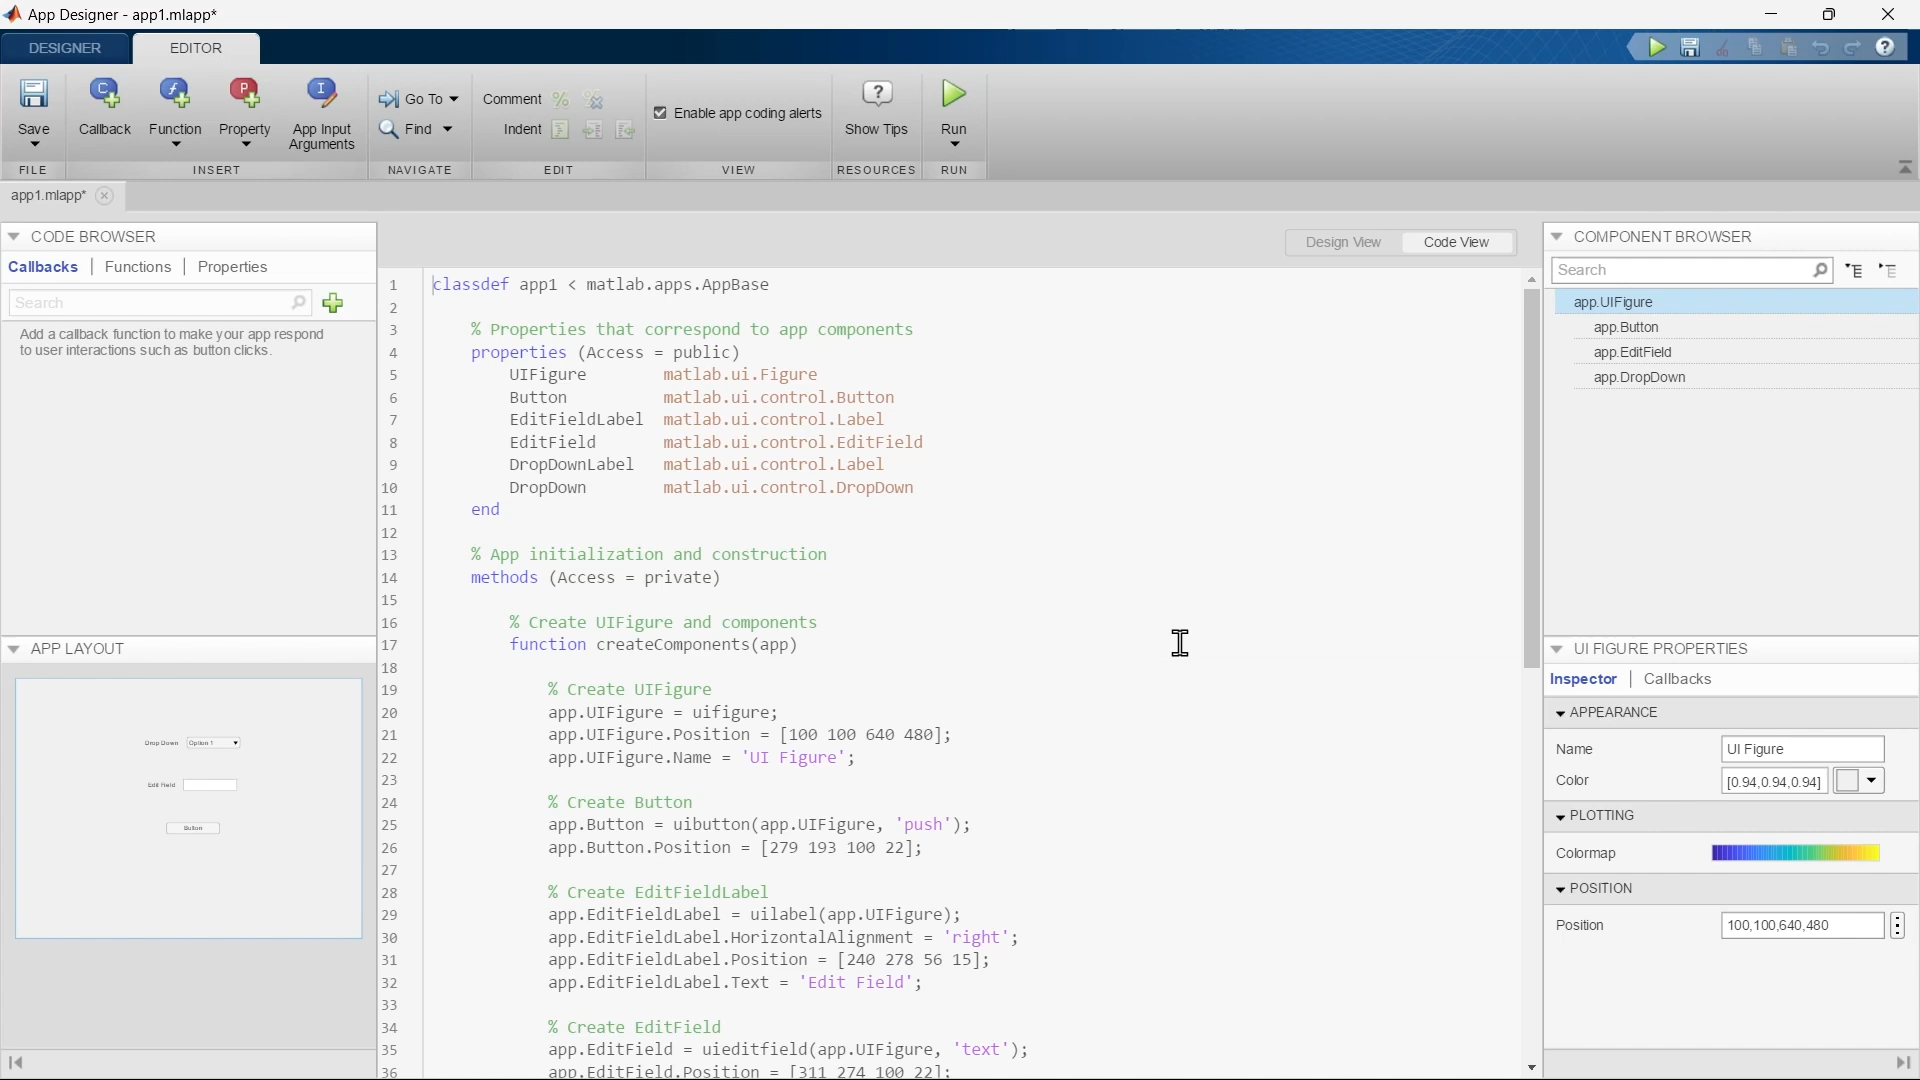 App Designer - app1.mlapp*
DESIGNER
EDITOR
Save
Callback
Function
Property
App Input
Arguments
Go To
Find
Comment
Indent
Enable app coding alerts
Show Tips
Run
FILE
INSERT
NAVIGATE
EDIT
VIEW
RESOURCES
RUN
app1.mlapp*
CODE BROWSER
Callbacks
Functions
Properties
Search
Add a callback function to make your app respond
to user interactions such as button clicks.
APP LAYOUT
Drop Down
Option 1
Edit Field
Button
Design View
Code View
1 classdef app1 < matlab.apps.AppBase
2
3 % Properties that correspond to app components
4 properties (Access = public)
5 UIFigure matlab.ui.Figure
6 Button matlab.ui.control.Button
7 EditFieldLabel matlab.ui.control.Label
8 EditField matlab.ui.control.EditField
9 DropDownLabel matlab.ui.control.Label
10 DropDown matlab.ui.control.DropDown
11 end
12
13 % App initialization and construction
14 methods (Access = private)
15
16 % Create UIFigure and components
17 function createComponents(app)
18
19 % Create UIFigure
20 app.UIFigure = uifigure;
21 app.UIFigure.Position = [100 100 640 480];
22 app.UIFigure.Name = 'UI Figure';
23
24 % Create Button
25 app.Button = uibutton(app.UIFigure, 'push');
26 app.Button.Position = [279 193 100 22];
27
28 % Create EditFieldLabel
29 app.EditFieldLabel = uilabel(app.UIFigure);
30 app.EditFieldLabel.HorizontalAlignment = 'right';
31 app.EditFieldLabel.Position = [240 278 56 15];
32 app.EditFieldLabel.Text = 'Edit Field';
33
34 % Create EditField
35 app.EditField = uieditfield(app.UIFigure, 'text');
36 app.EditField.Position = [311 274 100 22];
COMPONENT BROWSER
Search
app.UIFigure
app.Button
app.EditField
app.DropDown
UI FIGURE PROPERTIES
Inspector
Callbacks
APPEARANCE
Name
UI Figure
Color
[0.94,0.94,0.94]
PLOTTING
Colormap
POSITION
Position
100,100,640,480